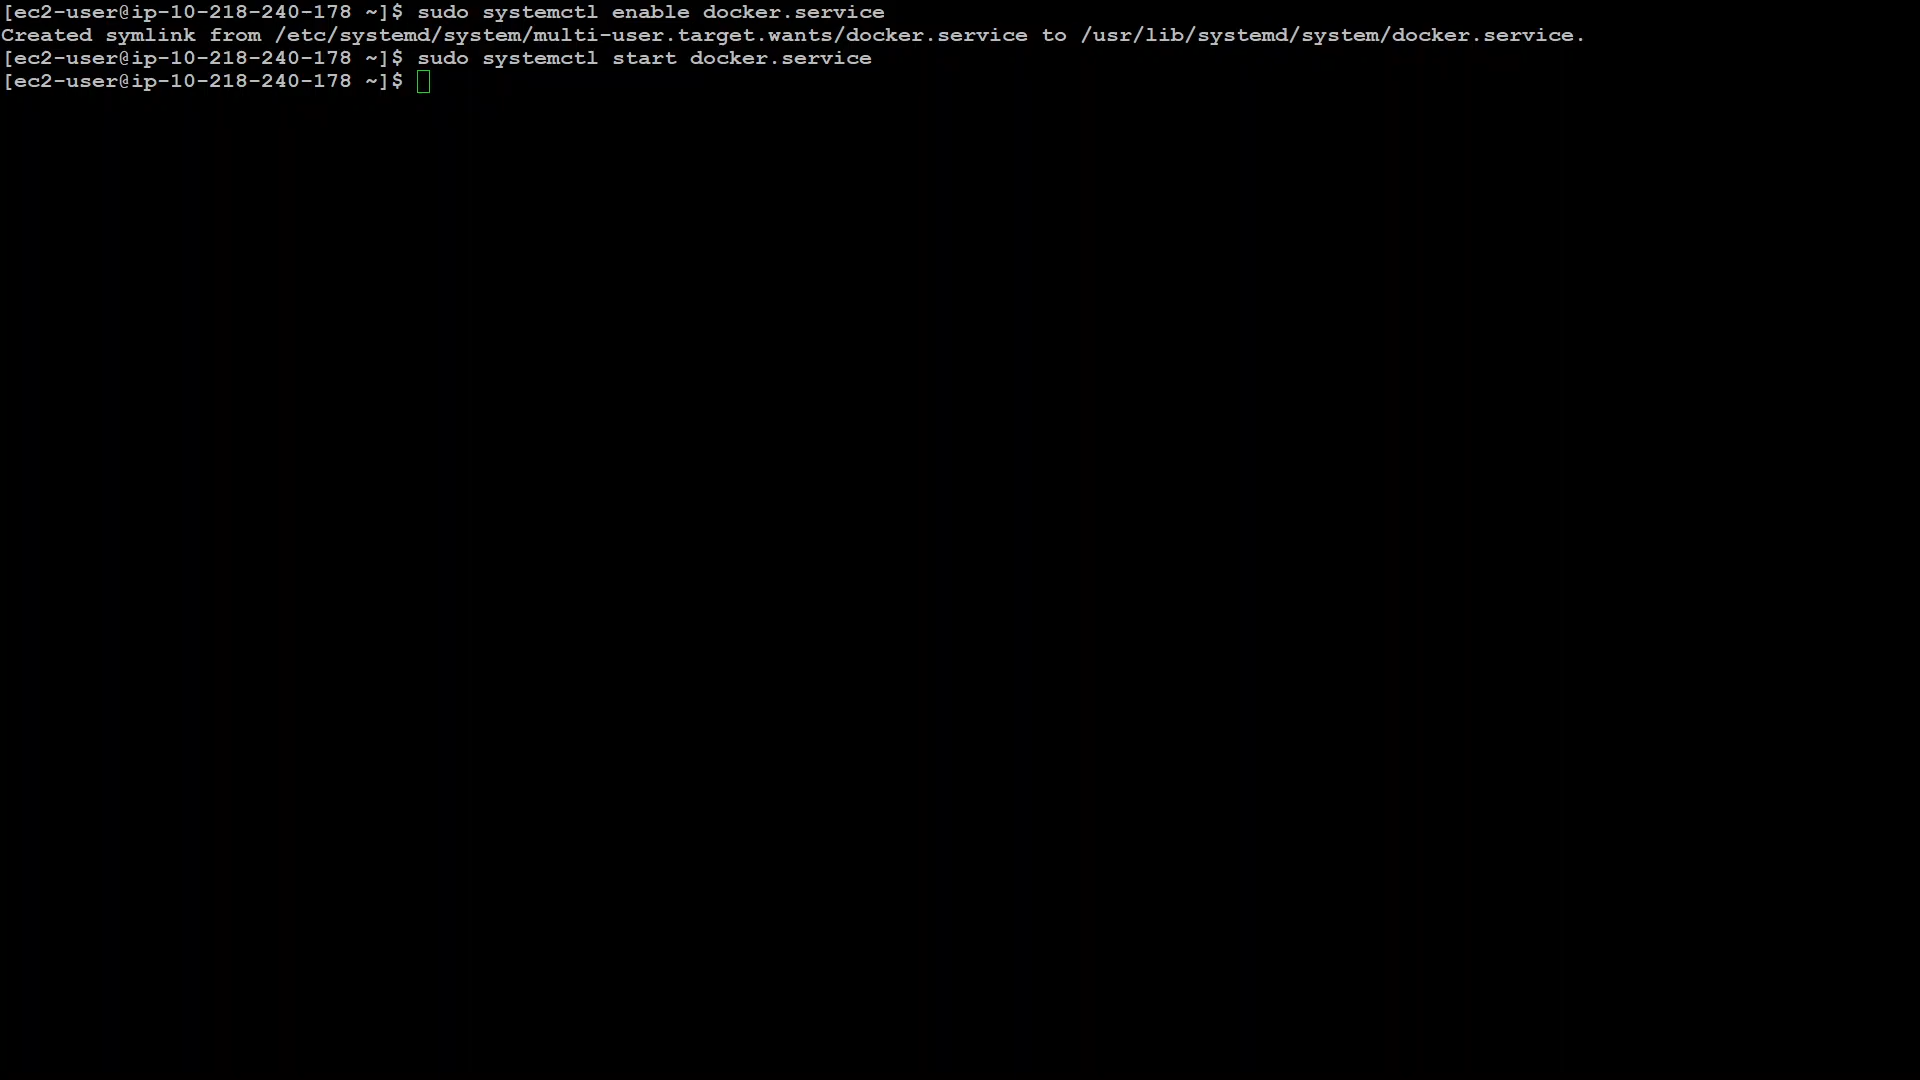 [ec2-user@ip-10-218-240-178 ~]$ sudo systemctl enable docker.service
Created symlink from /etc/systemd/system/multi-user.target.wants/docker.service to /usr/lib/systemd/system/docker.service.
[ec2-user@ip-10-218-240-178 ~]$ sudo systemctl start docker.service
[ec2-user@ip-10-218-240-178 ~]$